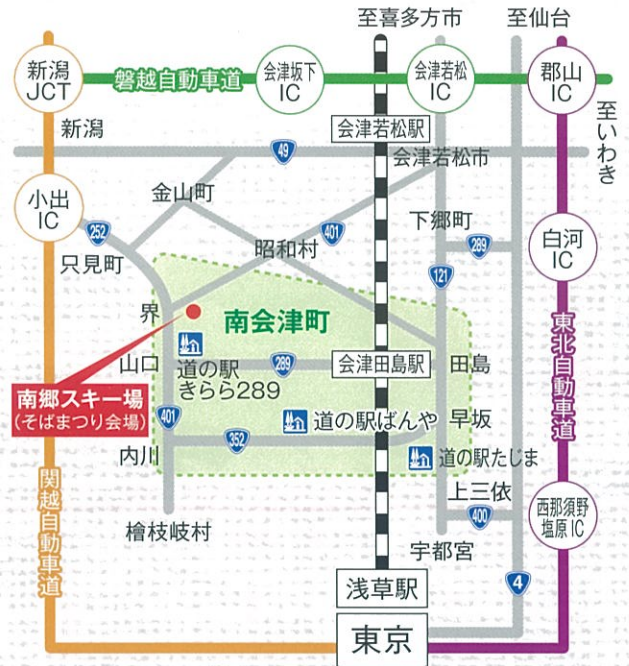 至喜多方市
至仙台
新潟
JCT
磐越自動車道
会津坂下
IC
会津若松
IC
郡山
IC
至いわき
新潟
会津若松駅
49
会津若松市
小出
IC
金山町
252
昭和村
401
下郷町
289
白河
IC
只見町
121
界
南会津町
道の駅
きらら289
山口
289
会津田島駅
田島
東北自動車道
南郷スキー場
(そばまつり会場)
401
道の駅ばんや
早坂
352
内川
道の駅たじま
関越自動車道
上三依
400
西那須野
塩原IC
檜枝岐村
宇都宮
浅草駅
4
東京